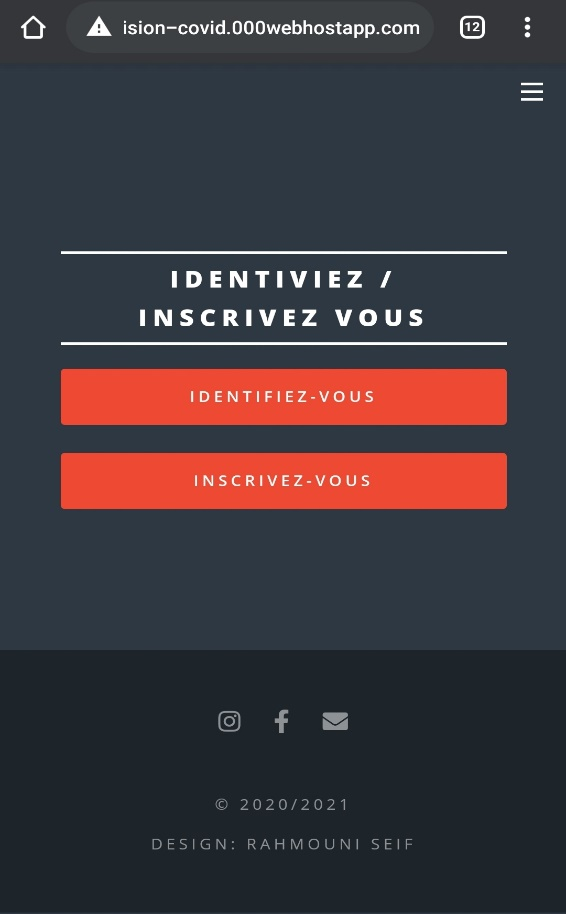 ision-covid.000webhostapp.com
12
IDENTIVIEZ /
INSCRIVEZ VOUS
IDENTIFIEZ-VOUS
INSCRIVEZ-VOUS
© 2020/2021
DESIGN: RAHMOUNI SEIF